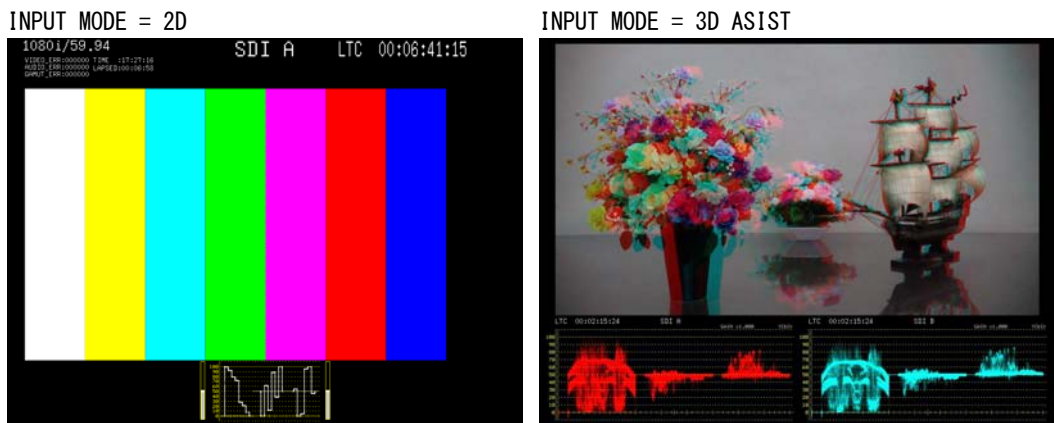 INPUT MODE = 2D
INPUT MODE = 3D ASIST
1080i/59.94
SDI A
LTC 00:06:41:15
VIDEO_ERR:000000 TIME :17:27:16
AUDIO_ERR:000000 LAPSED:00:06:58
GAMUT_ERR:000000
LTC 00:02:15:24
SDI A
LTC 00:02:15:24
SDI B